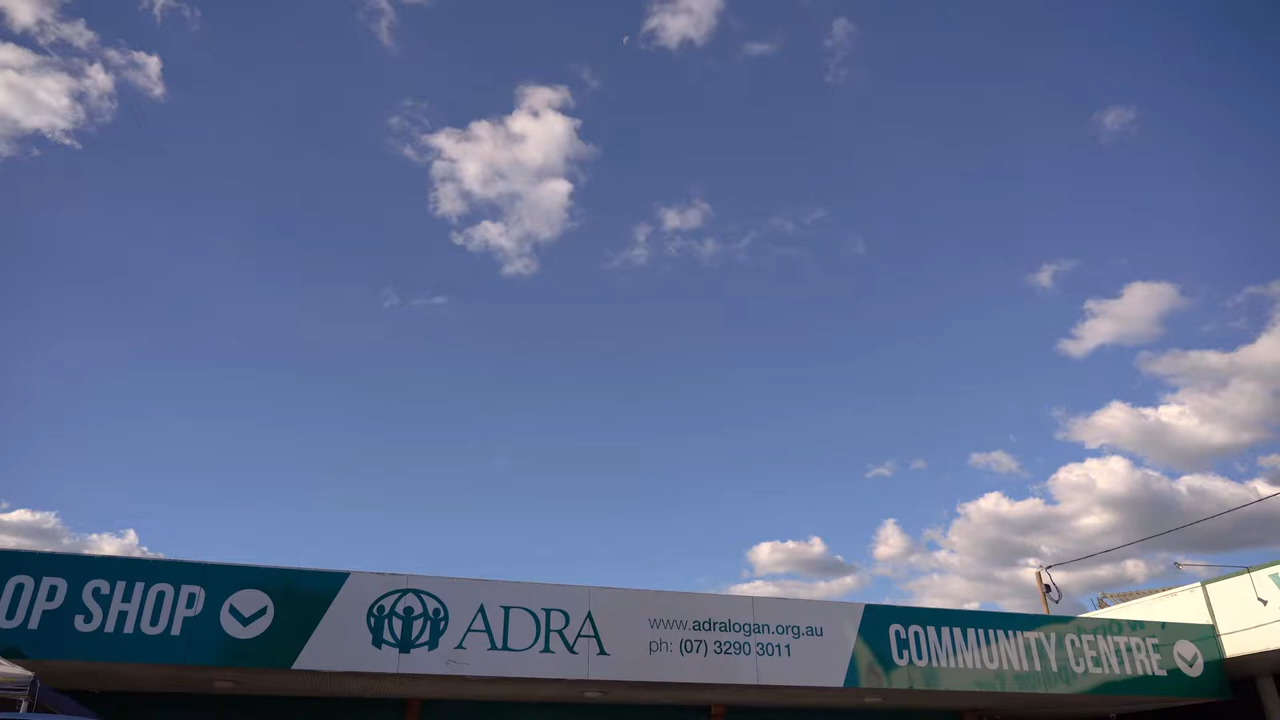 OP SHOP
ADRA
www.adralogan.org.au
ph: (07) 3290 3011
COMMUNITY CENTRE